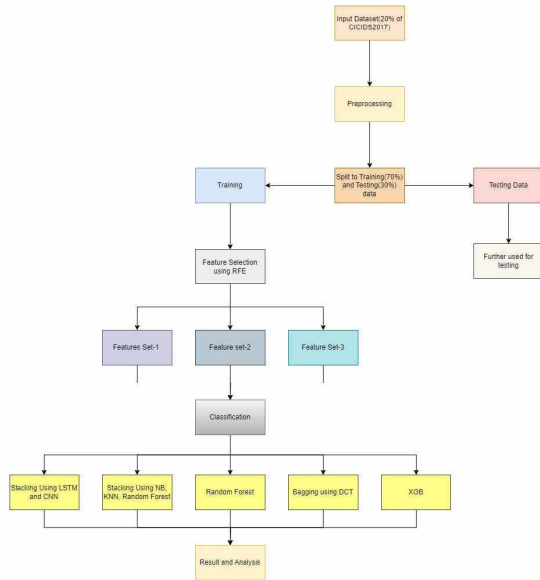 Input Dataset(20% of
CICIDS2017)
Preprocessing
Training
Split to Training(70%)
and Testing(30%)
data
Testing Data
Feature Selection
using RFE
Further used for
testing
Features Set-1
Feature set-2
Feature Set-3
Classification
Stacking Using LSTM
and CNN
Stacking Using NB,
KNN, Random Forest
Random Forest
Bagging using DCT
XGB
Result and Analysis